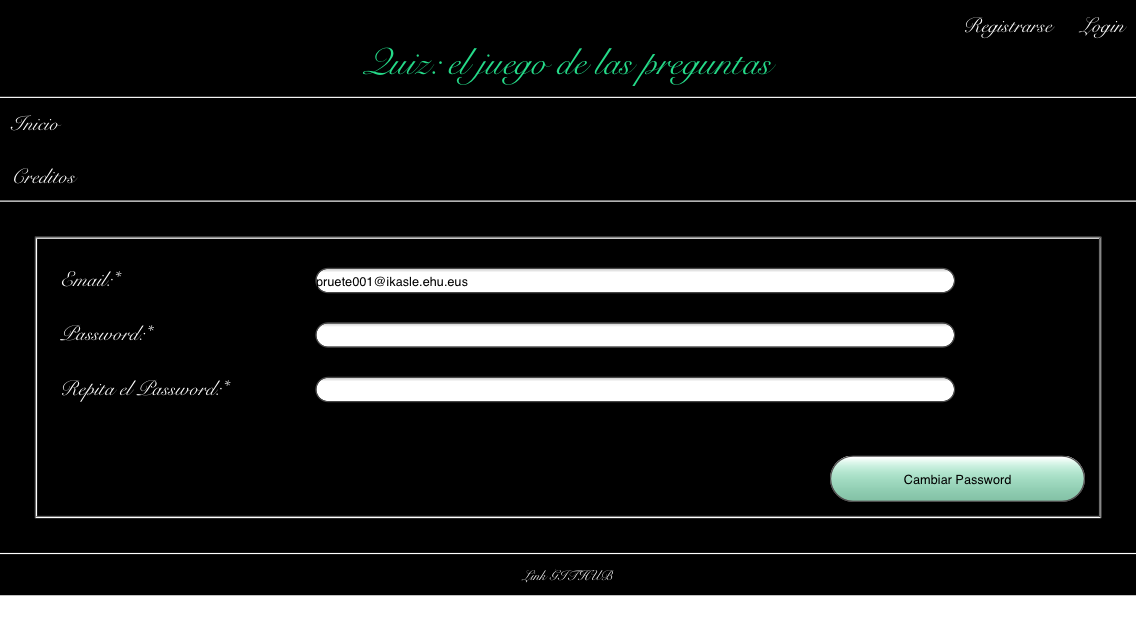 Registrarse Login
Quiz: el juego de las preguntas
Inicio
Creditos
Email:* pruete001@ikasle.ehu.eus
Password:*
Repita el Password:*
Cambiar Password
Link GITHUB